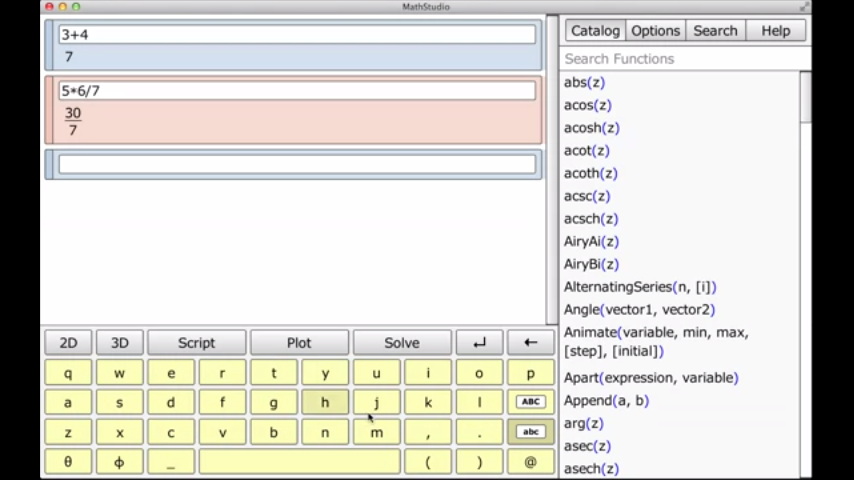 MathStudio
3+4
7
5*6/7
30
7
Catalog Options Search Help
Search Functions
abs(z)
acos(z)
acosh(z)
acot(z)
acoth(z)
acsc(z)
acsch(z)
AiryAi(z)
AiryBi(z)
AlternatingSeries(n, [i])
Angle(vector1, vector2)
Animate(variable, min, max,
[step], [initial])
Apart(expression, variable)
Append(a, b)
arg(z)
asec(z)
asech(z)
2D 3D Script Plot Solve ↵ ←
q w e r t y u i o p
a s d f g h j k l ABC
z x c v b n m , . abc
θ ϕ _ ( ) @